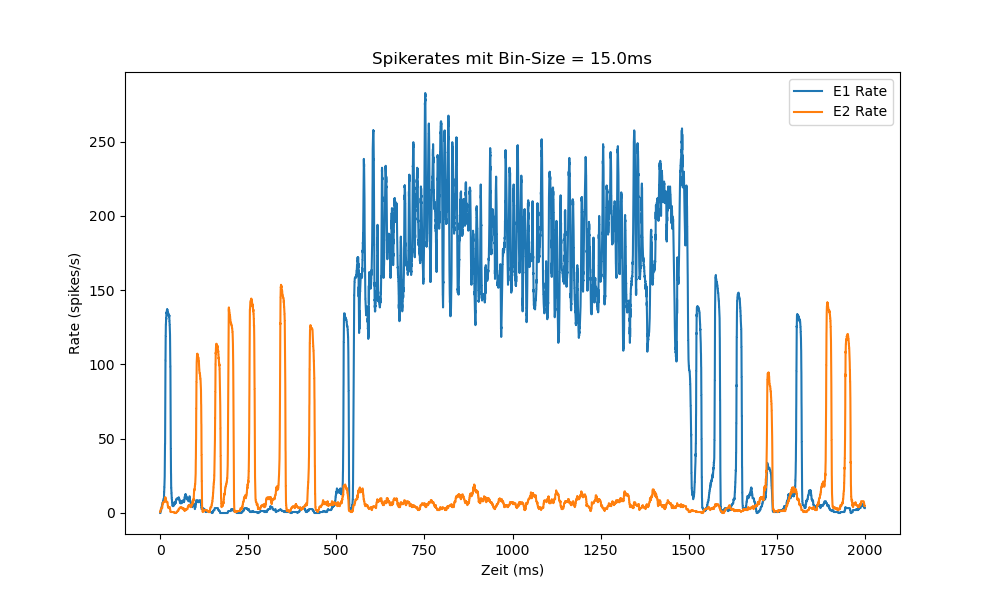 Spikerates mit Bin-Size = 15.0ms
E1 Rate
E2 Rate
250
200
150
100
50
0
Rate (spikes/s)
0 250 500 750 1000 1250 1500 1750 2000
Zeit (ms)